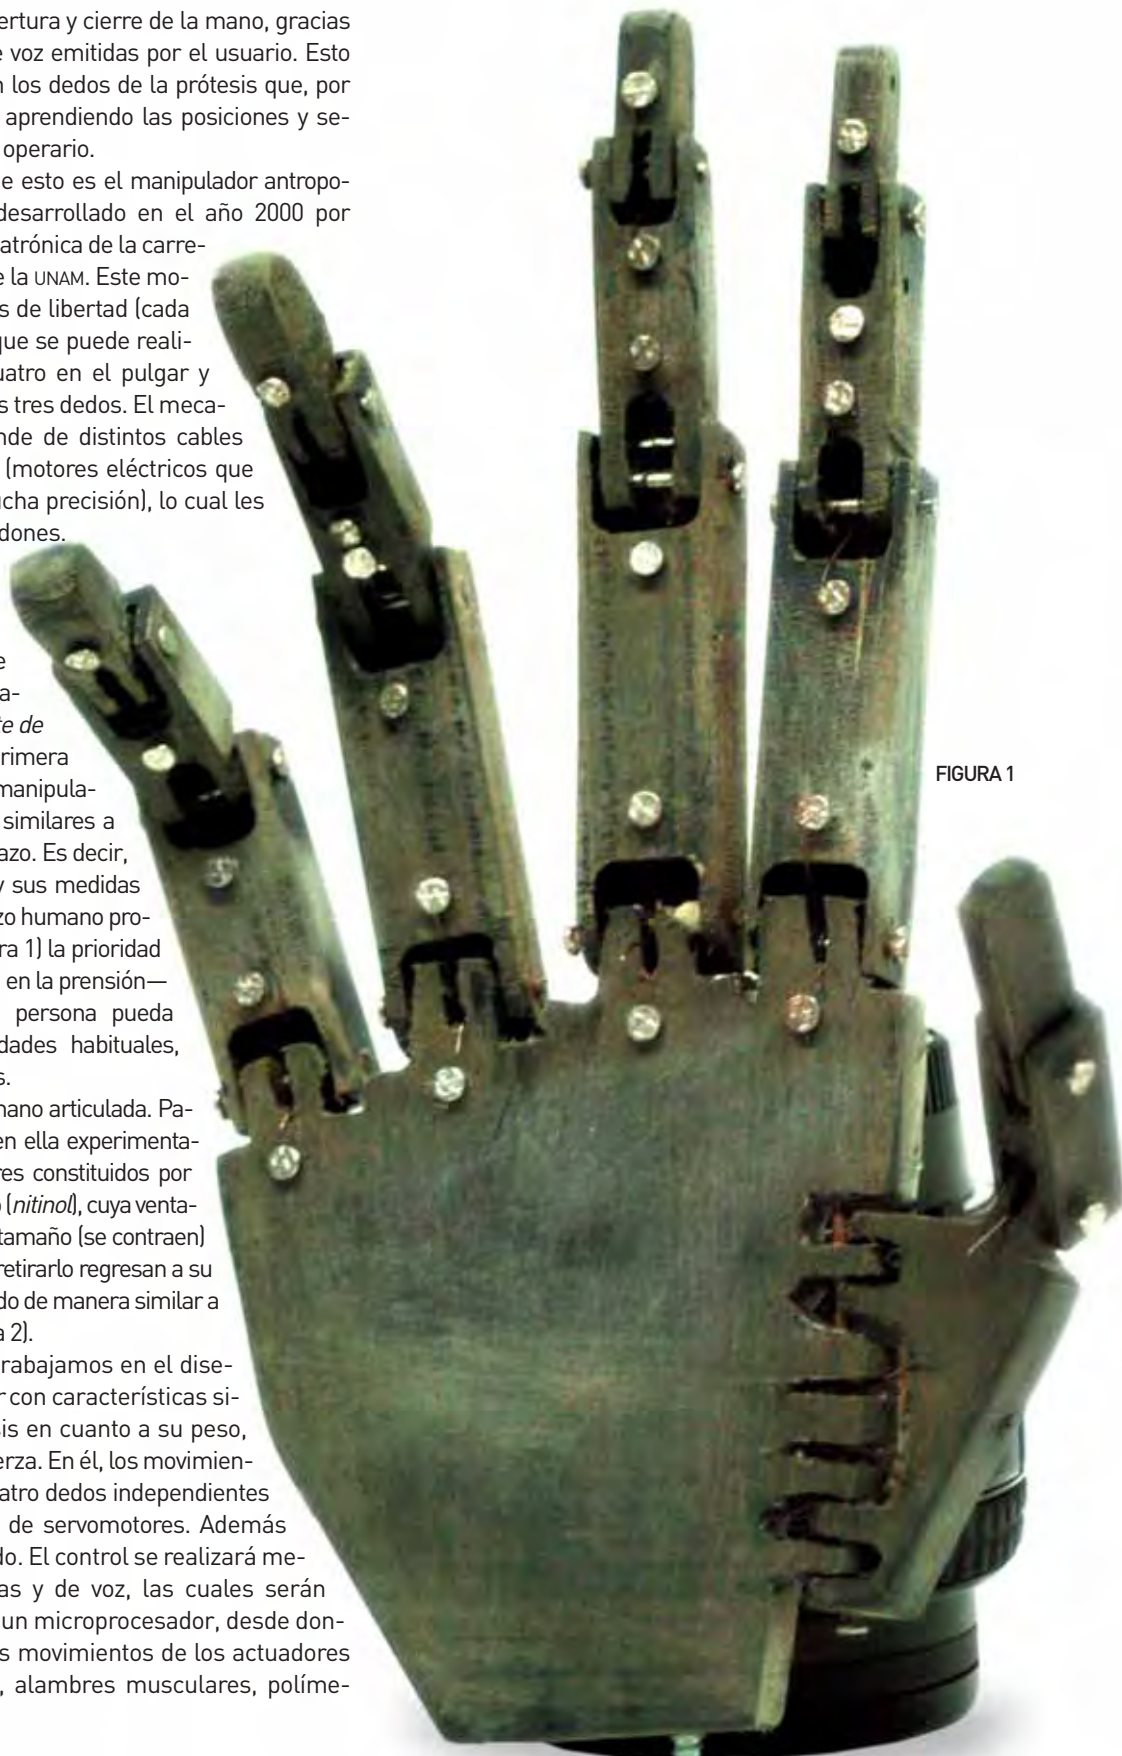 ertura y cierre de la mano, gracias
e voz emitidas por el usuario. Esto
n los dedos de la prótesis que, por
aprendiendo las posiciones y se-
operario.
e esto es el manipulador antropo-
desarrollado en el año 2000 por
atrónica de la carre-
e la UNAM. Este mo-
s de libertad (cada
que se puede reali-
uatro en el pulgar y
s tres dedos. El meca-
nde de distintos cables
(motores eléctricos que
ucha precisión), lo cual les
dones.
e
a-
te de
rimera
manipula-
similares a
azo. Es decir,
y sus medidas
zo humano pro-
ra 1) la prioridad
en la prensión—
persona pueda
dades habituales,
s.
mano articulada. Pa-
en ella experimenta-
res constituidos por
o (nitinol), cuya venta-
tamaño (se contraen)
retirarlo regresan a su
do de manera similar a
a 2).
trabajamos en el dise-
r con características si-
sis en cuanto a su peso,
erza. En él, los movimien-
atro dedos independientes
de servomotores. Además
do. El control se realizará me-
as y de voz, las cuales serán
un microprocesador, desde don-
s movimientos de los actuadores
, alambres musculares, políme-
FIGURA 1